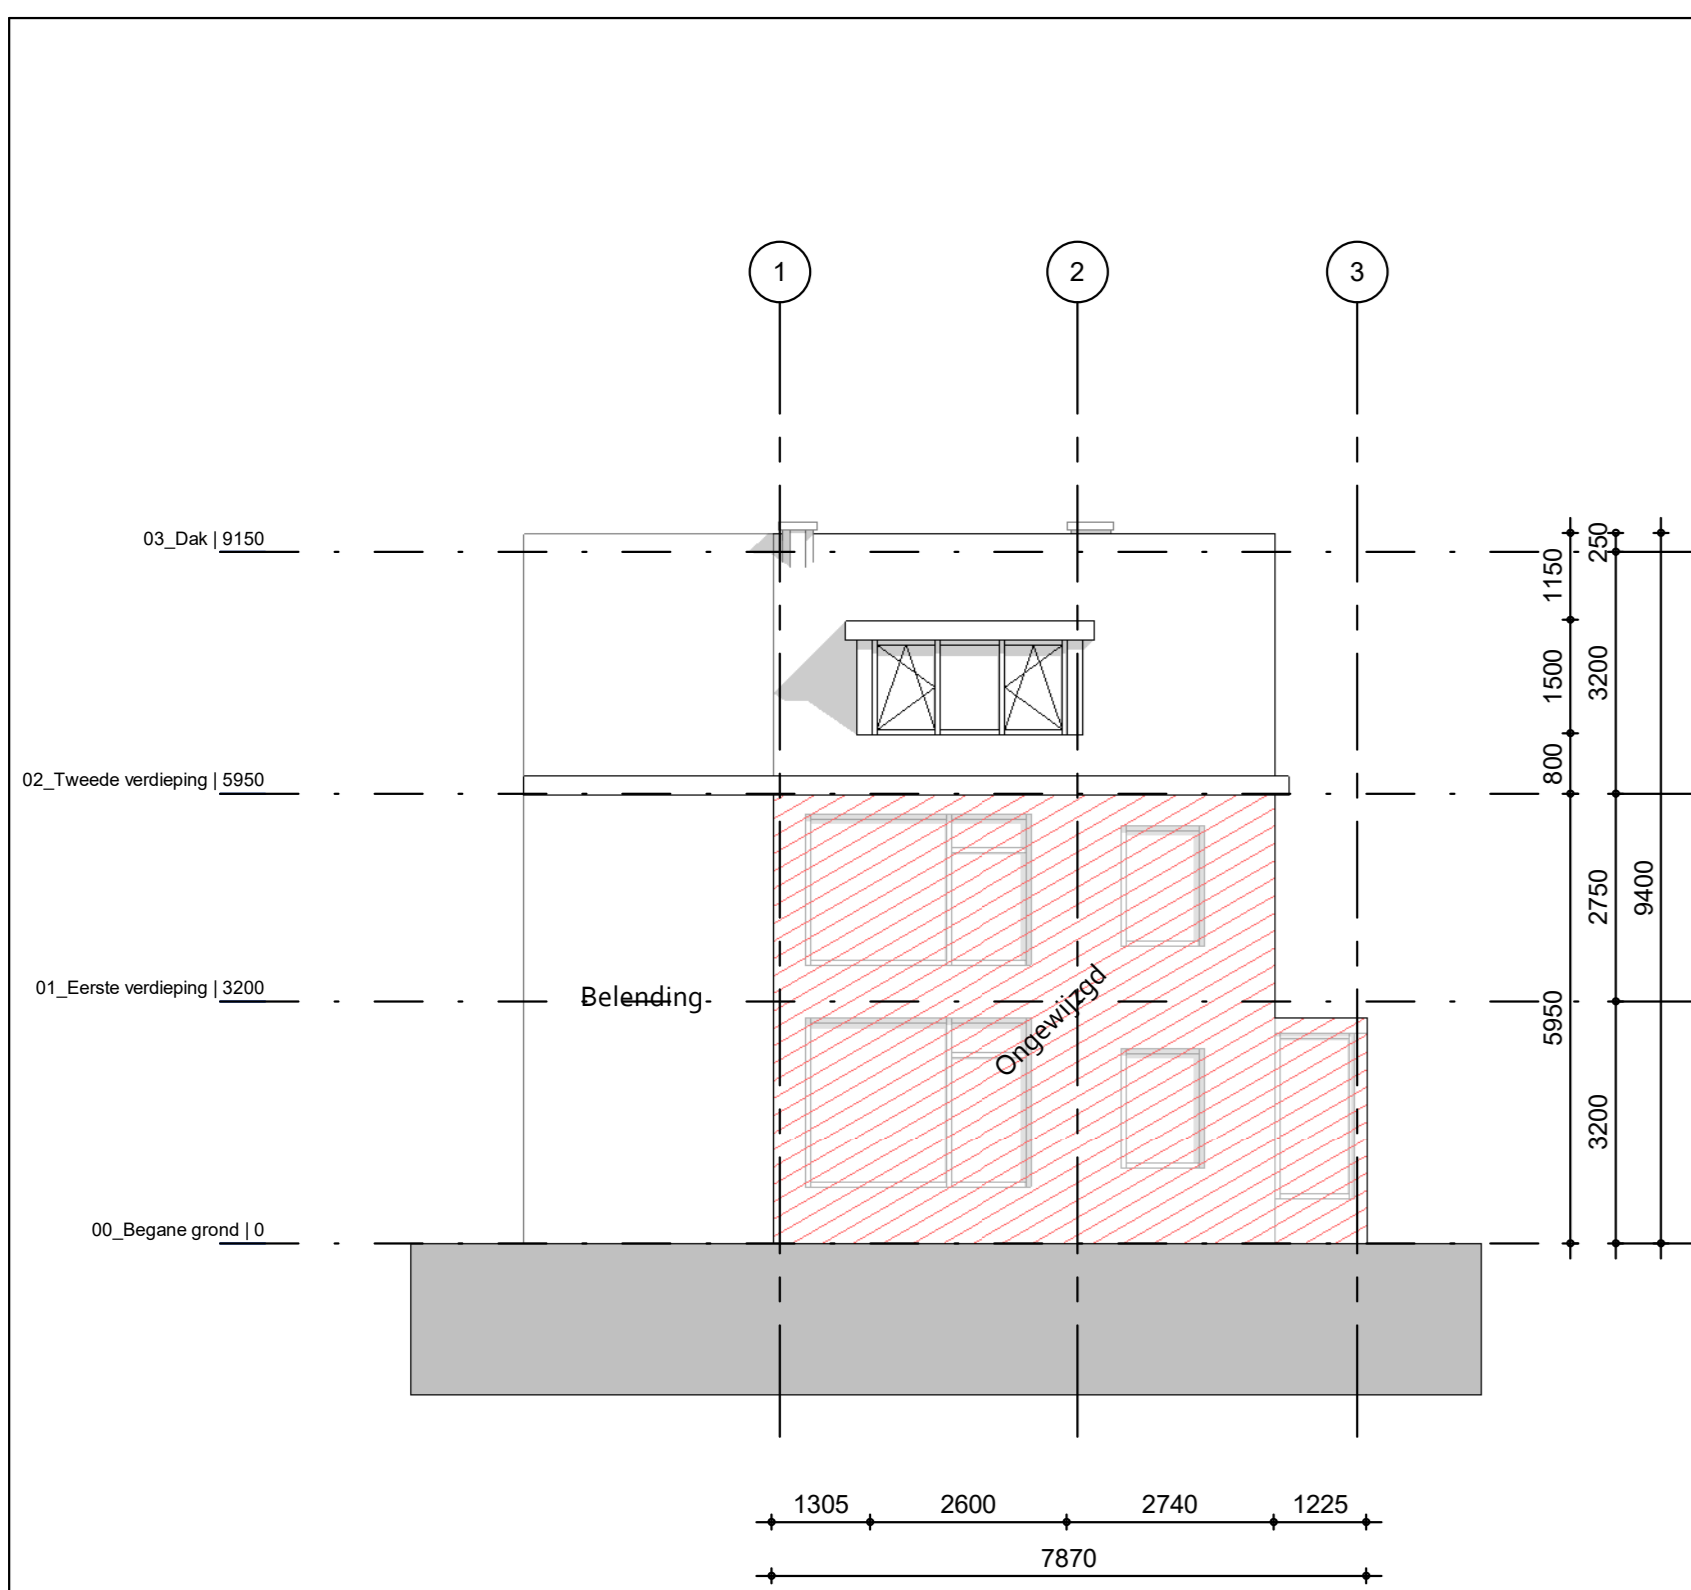 1
2
3
03_Dak | 9150
02_Tweede verdieping | 5950
01_Eerste verdieping | 3200
00_Begane grond | 0
Belending
Ongewijzgd
1150
1500
800
5950
250
3200
2750
3200
9400
1305 2600 2740 1225
7870